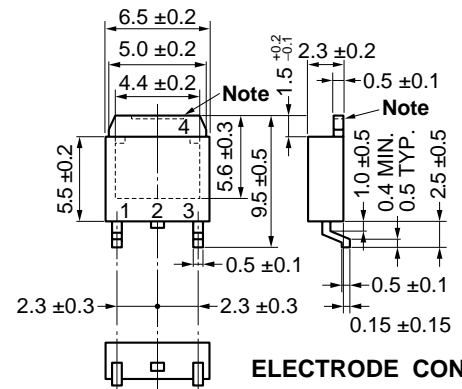 6.5 ±0.2
5.0 ±0.2
4.4 ±0.2
Note
4
5.5 ±0.2
5.6 ±0.3
9.5 ±0.5
1 2 3
0.5 ±0.1
2.3 ±0.3
2.3 ±0.3
1.5 +0.2 −0.1
2.3 ±0.2
0.5 ±0.1
Note
1.0 ±0.5
0.4 MIN.
0.5 TYP.
2.5 ±0.5
0.5 ±0.1
0.15 ±0.15
ELECTRODE CON